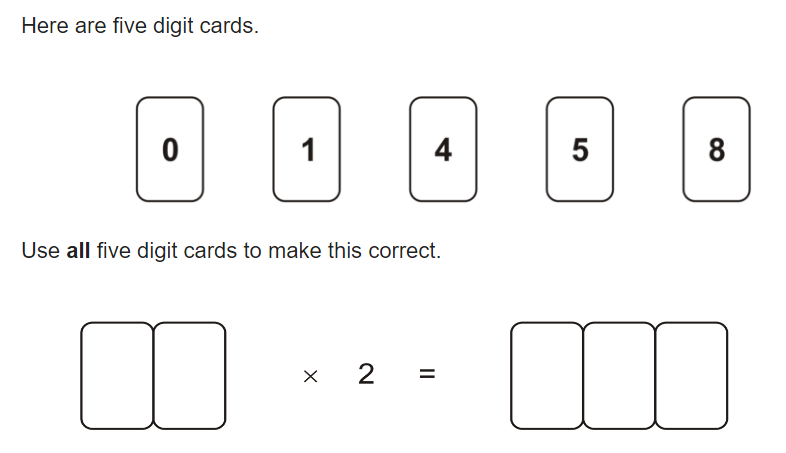 Here are five digit cards.
0 1 4 5 8
Use all five digit cards to make this correct.
× 2 =